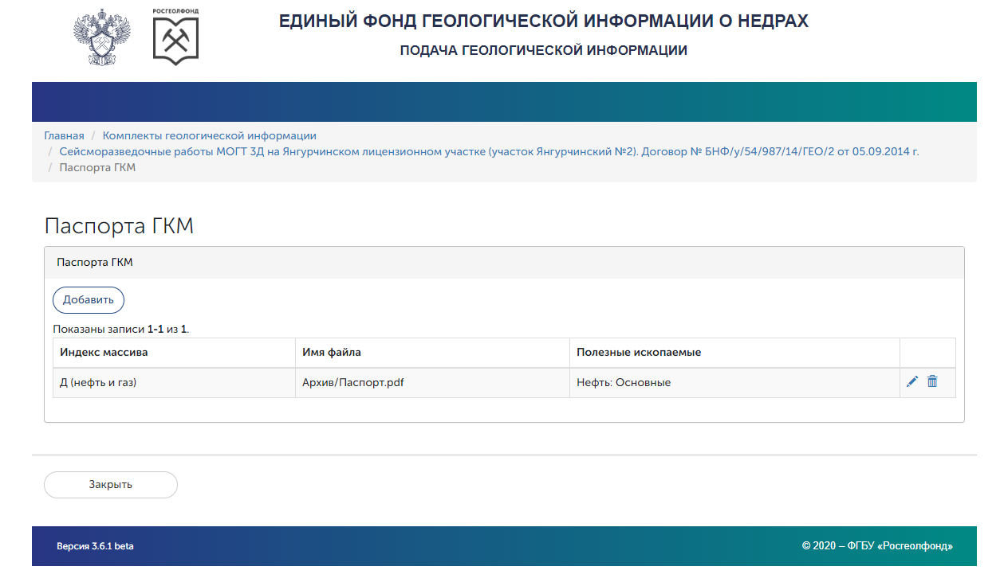 РОСГЕОЛФОНД
ЕДИНЫЙ ФОНД ГЕОЛОГИЧЕСКОЙ ИНФОРМАЦИИ О НЕДРАХ
ПОДАЧА ГЕОЛОГИЧЕСКОЙ ИНФОРМАЦИИ
Главная / Комплекты геологической информации
/ Сейсморазведочные работы МОГТ 3Д на Янгурчинском лицензионном участке (участок Янгурчинский №2). Договор № БНФ/у/54/987/14/ГЕО/2 от 05.09.2014 г.
/ Паспорта ГКМ
Паспорта ГКМ
Паспорта ГКМ
Добавить
Показаны записи 1-1 из 1.
Индекс массива Имя файла Полезные ископаемые
Д (нефть и газ) Архив/Паспорт.pdf Нефть: Основные
Закрыть
Версия 3.6.1 beta © 2020 – ФГБУ «Росгеолфонд»